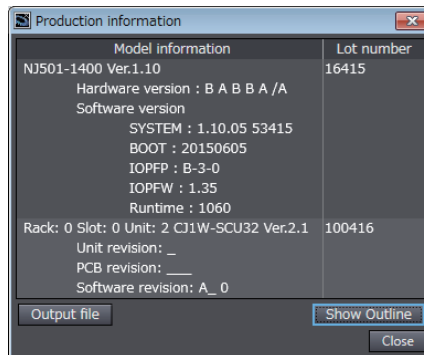 Production information
Model information Lot number
NJ501-1400 Ver.1.10 16415
Hardware version : B A B B A /A
Software version
SYSTEM : 1.10.05 53415
BOOT : 20150605
IOPFP : B-3-0
IOPFW : 1.35
Runtime : 1060
Rack: 0 Slot: 0 Unit: 2 CJ1W-SCU32 Ver.2.1 100416
Unit revision: _
PCB revision: ___
Software revision: A_ 0
Output file Show Outline
Close